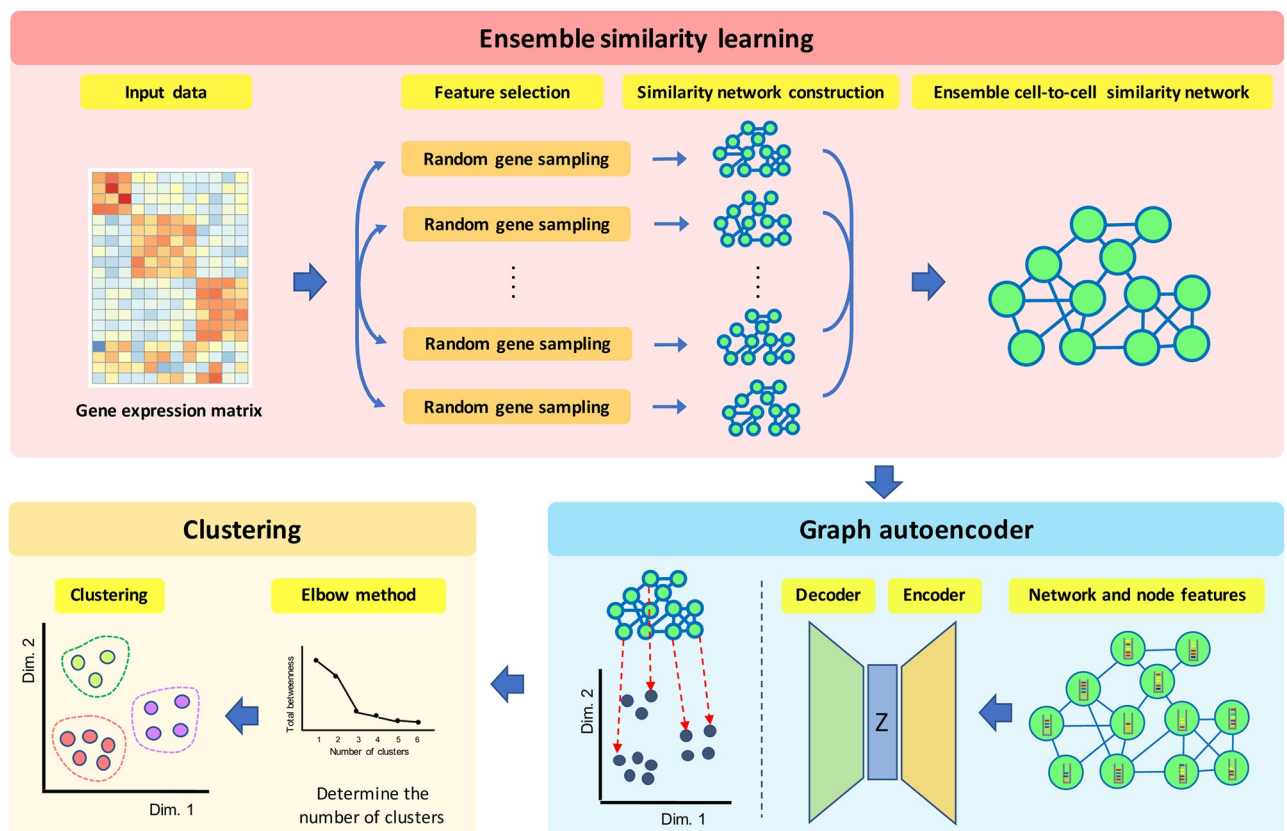 Ensemble similarity learning
Input data
Feature selection
Similarity network construction
Ensemble cell-to-cell similarity network
Random gene sampling
Random gene sampling
Random gene sampling
Random gene sampling
Gene expression matrix
Clustering
Graph autoencoder
Clustering
Elbow method
Decoder
Encoder
Network and node features
Dim. 2
Total betweenness
1 2 3 4 5 6
Number of clusters
Dim. 1
Determine the
number of clusters
Dim. 2
Dim. 1
Z